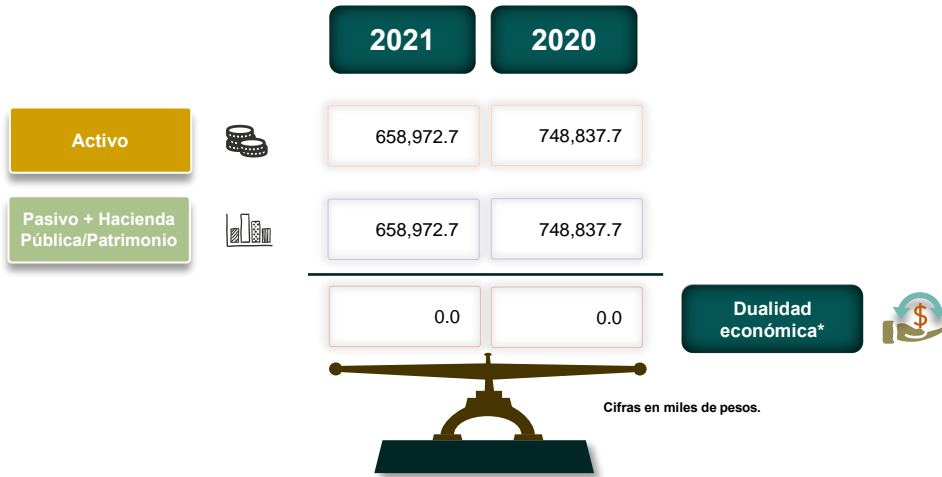 2021 2020
Activo 658,972.7 748,837.7
Pasivo + Hacienda
Pública/Patrimonio 658,972.7 748,837.7
0.0 0.0
Dualidad
económica*
$
Cifras en miles de pesos.